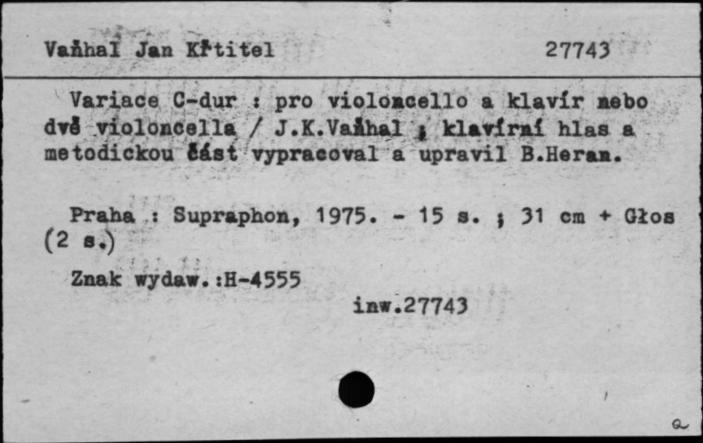 Vaňhal Jan Křtitel 27743
Variace C-dur : pro violoncello a klavír nebo
dvě violoncella / J.K.Vaňhal ; klavírní hlas a
metodickou část vypracoval a upravil B.Heran.
Praha : Supraphon, 1975. - 15 s. ; 31 cm + Głos
(2 s.)
Znak wydaw.:H-4555
inw.27743